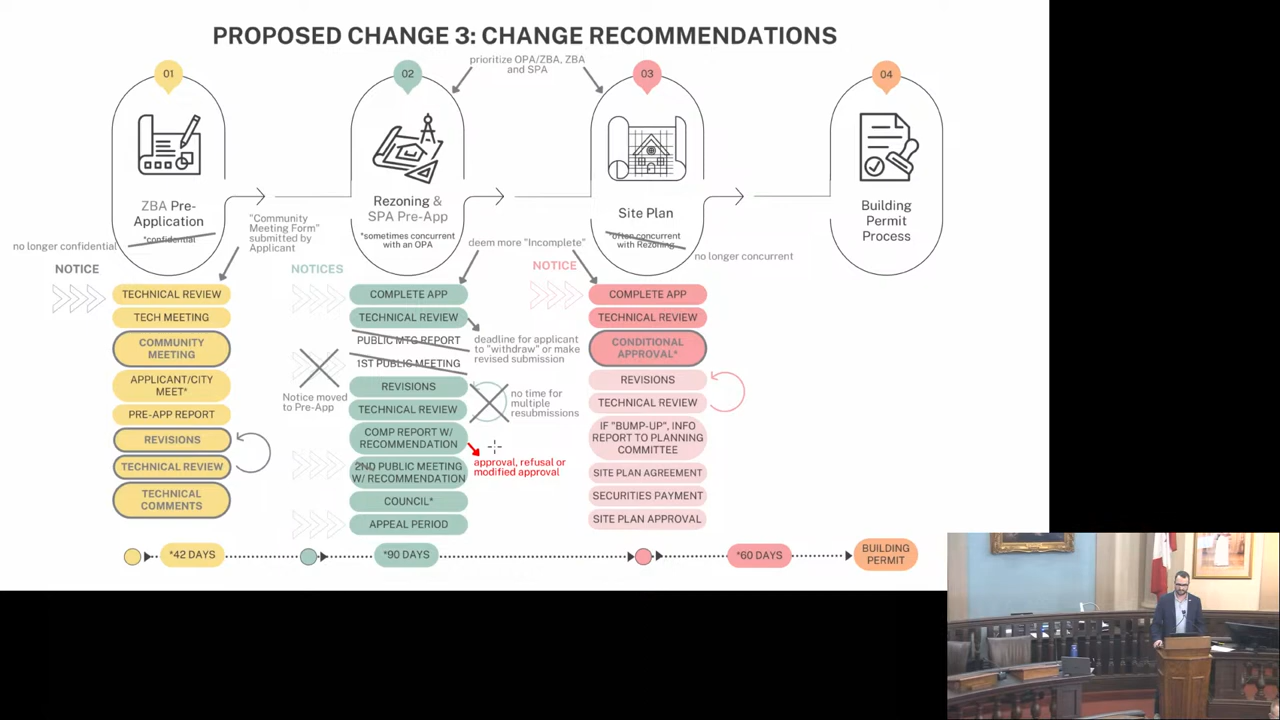 PROPOSED CHANGE 3: CHANGE RECOMMENDATIONS
prioritize OPA/ZBA, ZBA
and SPA
01
02
03
04
ZBA Pre-
Application
*confidential
no longer confidential
"Community
Meeting Form"
submitted by
Applicant
Rezoning &
SPA Pre-App
*sometimes concurrent
with an OPA
deem more "Incomplete"
Site Plan
*often concurrent
with Rezoning
no longer concurrent
Building
Permit
Process
NOTICE
TECHNICAL REVIEW
TECH MEETING
COMMUNITY
MEETING
APPLICANT/CITY
MEET*
PRE-APP REPORT
REVISIONS
TECHNICAL REVIEW
TECHNICAL
COMMENTS
NOTICES
COMPLETE APP
TECHNICAL REVIEW
PUBLIC MTG REPORT
1ST PUBLIC MEETING
REVISIONS
TECHNICAL REVIEW
COMP REPORT W/
RECOMMENDATION
2ND PUBLIC MEETING
W/ RECOMMENDATION
COUNCIL*
APPEAL PERIOD
Notice moved
to Pre-App
deadline for applicant
to "withdraw" or make
revised submission
no time for
multiple
resubmissions
approval, refusal or
modified approval
NOTICE
COMPLETE APP
TECHNICAL REVIEW
CONDITIONAL
APPROVAL*
REVISIONS
TECHNICAL REVIEW
IF "BUMP-UP", INFO
REPORT TO PLANNING
COMMITTEE
SITE PLAN AGREEMENT
SECURITIES PAYMENT
SITE PLAN APPROVAL
*42 DAYS
*90 DAYS
*60 DAYS
BUILDING
PERMIT